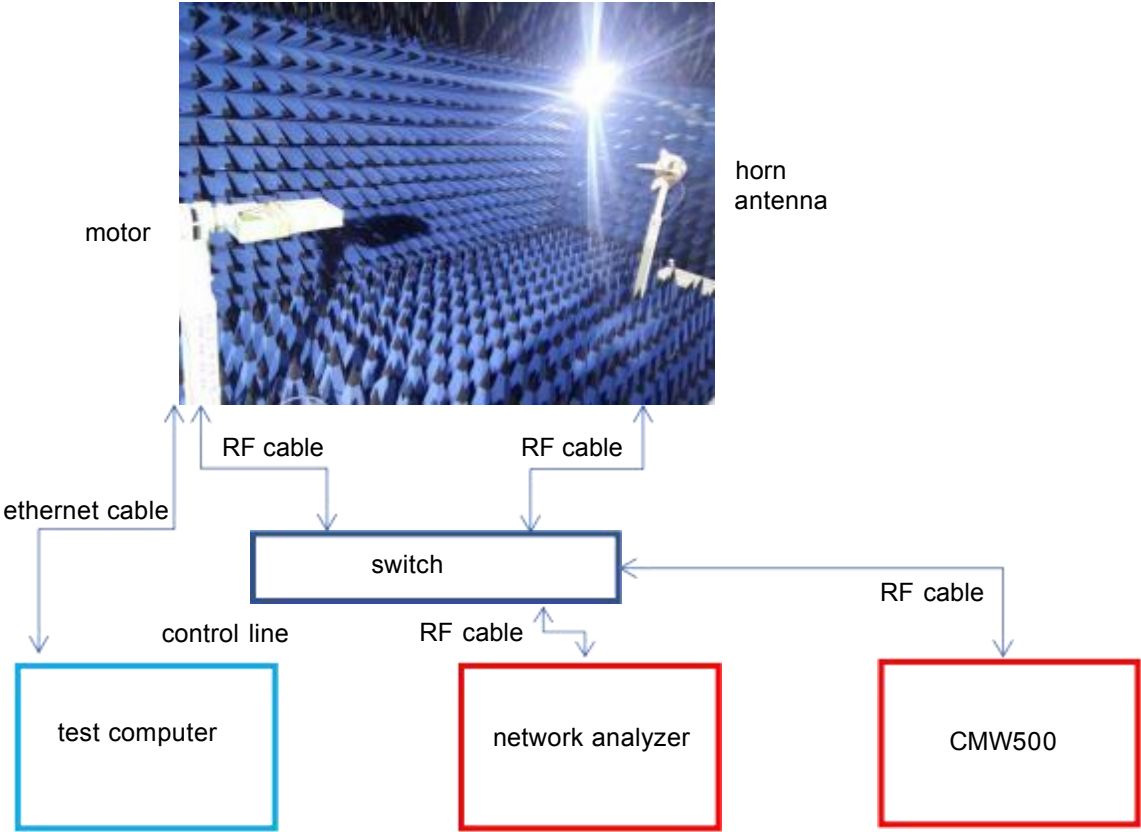 horn
antenna
motor
RF cable
RF cable
ethernet cable
switch
RF cable
control line
RF cable
test computer
network analyzer
CMW500